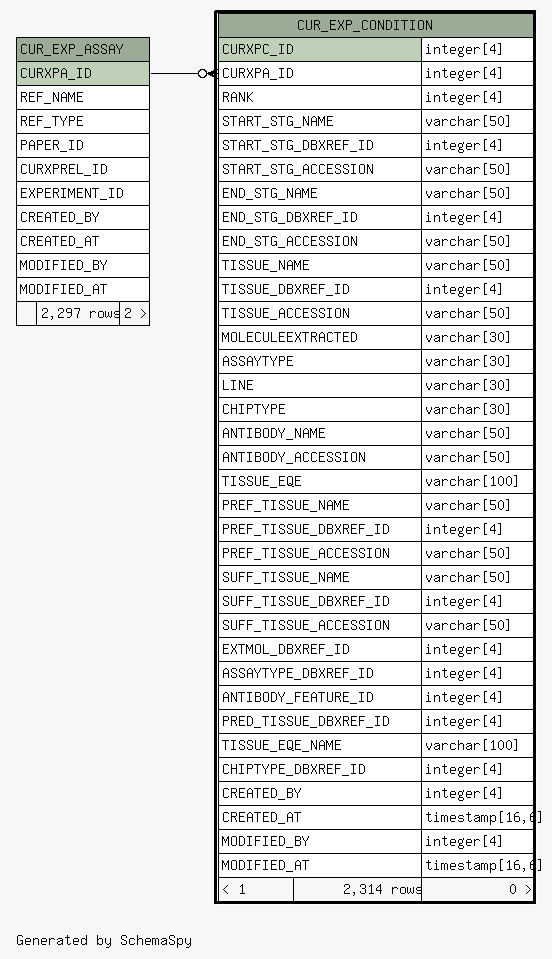 CUR_EXP_ASSAY
CURXPA_ID
REF_NAME
REF_TYPE
PAPER_ID
CURXPREL_ID
EXPERIMENT_ID
CREATED_BY
CREATED_AT
MODIFIED_BY
MODIFIED_AT
2,297 rows 2 >
CUR_EXP_CONDITION
CURXPC_ID integer[4]
CURXPA_ID integer[4]
RANK integer[4]
START_STG_NAME varchar[50]
START_STG_DBXREF_ID integer[4]
START_STG_ACCESSION varchar[50]
END_STG_NAME varchar[50]
END_STG_DBXREF_ID integer[4]
END_STG_ACCESSION varchar[50]
TISSUE_NAME varchar[50]
TISSUE_DBXREF_ID integer[4]
TISSUE_ACCESSION varchar[50]
MOLECULEEXTRACTED varchar[30]
ASSAYTYPE varchar[30]
LINE varchar[30]
CHIPTYPE varchar[30]
ANTIBODY_NAME varchar[50]
ANTIBODY_ACCESSION varchar[50]
TISSUE_EQE varchar[100]
PREF_TISSUE_NAME varchar[50]
PREF_TISSUE_DBXREF_ID integer[4]
PREF_TISSUE_ACCESSION varchar[50]
SUFF_TISSUE_NAME varchar[50]
SUFF_TISSUE_DBXREF_ID integer[4]
SUFF_TISSUE_ACCESSION varchar[50]
EXTMOL_DBXREF_ID integer[4]
ASSAYTYPE_DBXREF_ID integer[4]
ANTIBODY_FEATURE_ID integer[4]
PRED_TISSUE_DBXREF_ID integer[4]
TISSUE_EQE_NAME varchar[100]
CHIPTYPE_DBXREF_ID integer[4]
CREATED_BY integer[4]
CREATED_AT timestamp[16,6]
MODIFIED_BY integer[4]
MODIFIED_AT timestamp[16,6]
< 1 2,314 rows 0 >
Generated by SchemaSpy